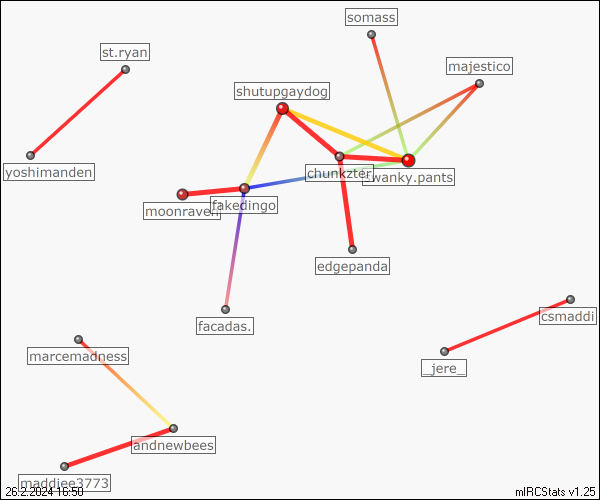 somass
st.ryan
majestico
shutupgaydog
yoshimanden
chunkzter
swanky.pants
moonraven
fakedingo
edgepanda
csmaddi
facadas.
marcemadness
_jere_
andnewbees
maddiee3773
26.2.2024 16:50
mIRCStats v1.25